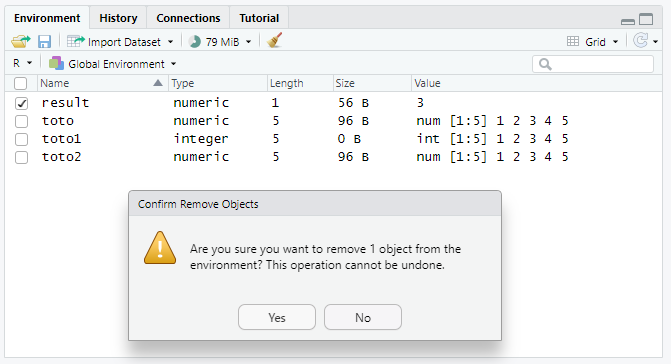 Environment History Connections Tutorial
Import Dataset 79 MiB Grid
R Global Environment
Name Type Length Size Value
result numeric 1 56 B 3
toto numeric 5 96 B num [1:5] 1 2 3 4 5
toto1 integer 5 0 B int [1:5] 1 2 3 4 5
toto2 numeric 5 96 B num [1:5] 1 2 3 4 5
Confirm Remove Objects
Are you sure you want to remove 1 object from the
environment? This operation cannot be undone.
Yes No